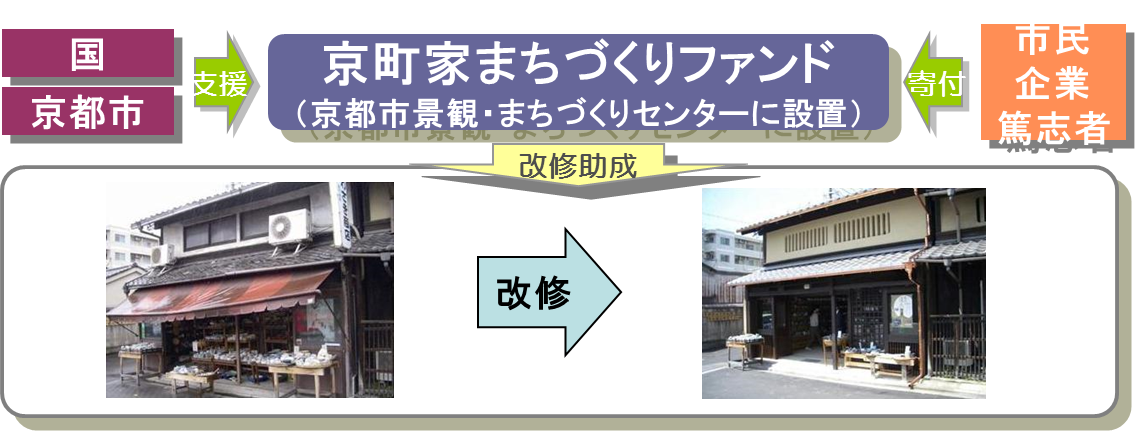 国
京都市
支援
京町家まちづくりファンド
（京都市景観・まちづくりセンターに設置）
寄付
市民
企業
篤志者
改修助成
改修